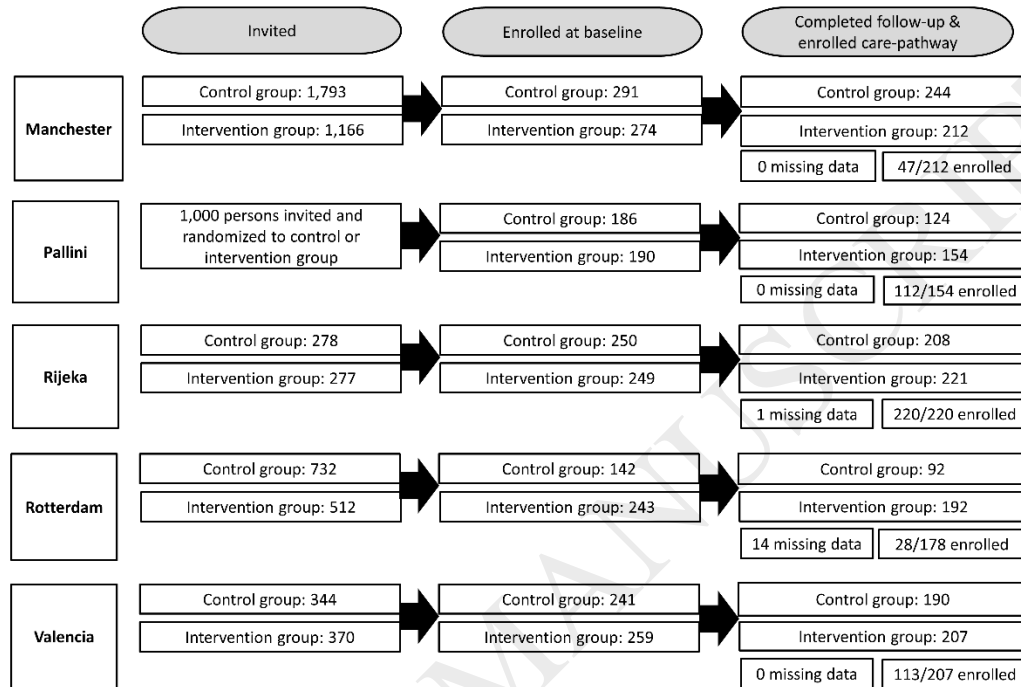 Invited
Enrolled at baseline
Completed follow-up &
enrolled care-pathway
Manchester
Control group: 1,793
Intervention group: 1,166
Control group: 291
Intervention group: 274
Control group: 244
Intervention group: 212
0 missing data
47/212 enrolled
Pallini
1,000 persons invited and
randomized to control or
intervention group
Control group: 186
Intervention group: 190
Control group: 124
Intervention group: 154
0 missing data
112/154 enrolled
Rijeka
Control group: 278
Intervention group: 277
Control group: 250
Intervention group: 249
Control group: 208
Intervention group: 221
1 missing data
220/220 enrolled
Rotterdam
Control group: 732
Intervention group: 512
Control group: 142
Intervention group: 243
Control group: 92
Intervention group: 192
14 missing data
28/178 enrolled
Valencia
Control group: 344
Intervention group: 370
Control group: 241
Intervention group: 259
Control group: 190
Intervention group: 207
0 missing data
113/207 enrolled
MANUSCRIPT